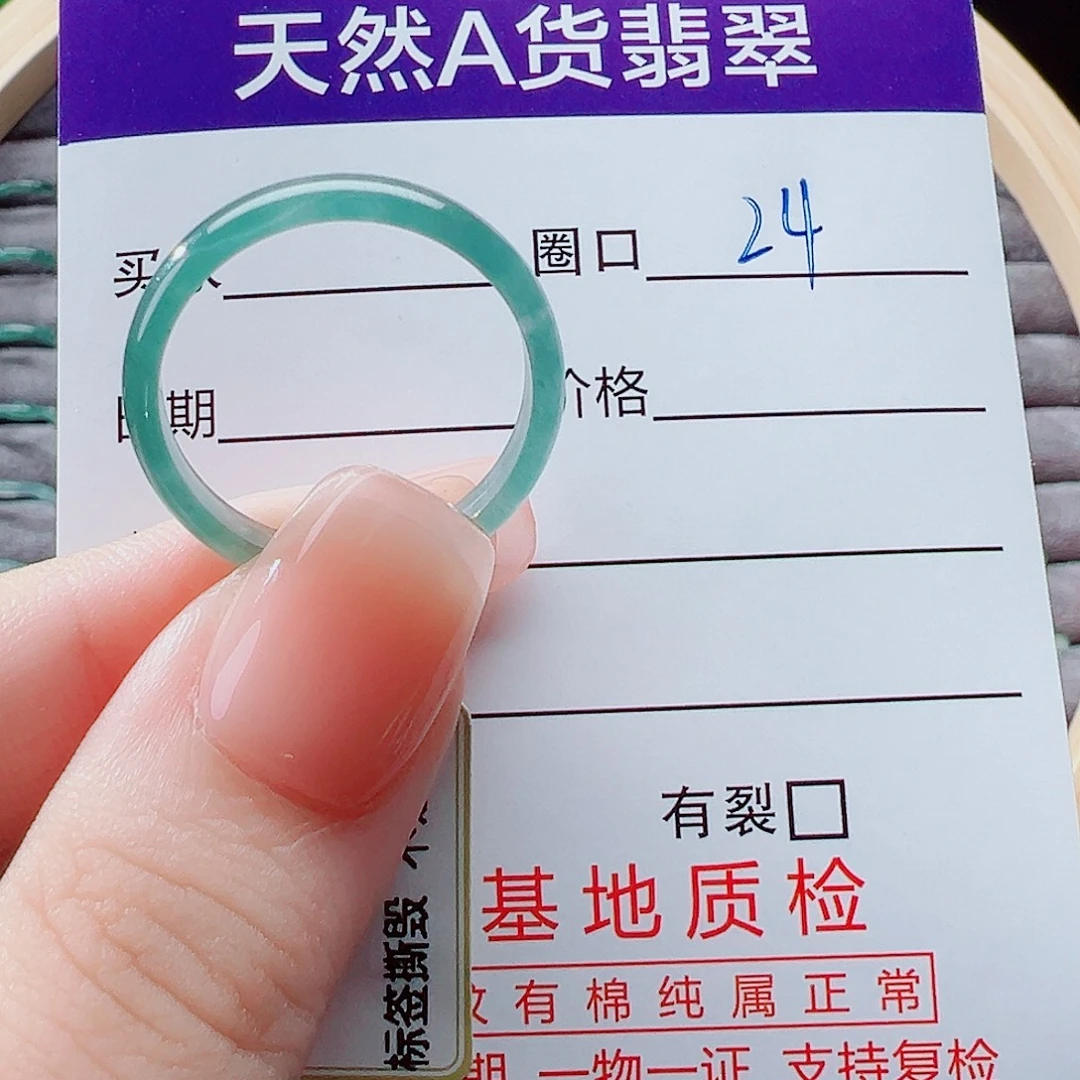 天然A货翡翠
圈口 24
期 价格
有裂□
基地质检
有棉纯属正常
期 一物一证 支持复检
标签撕毁